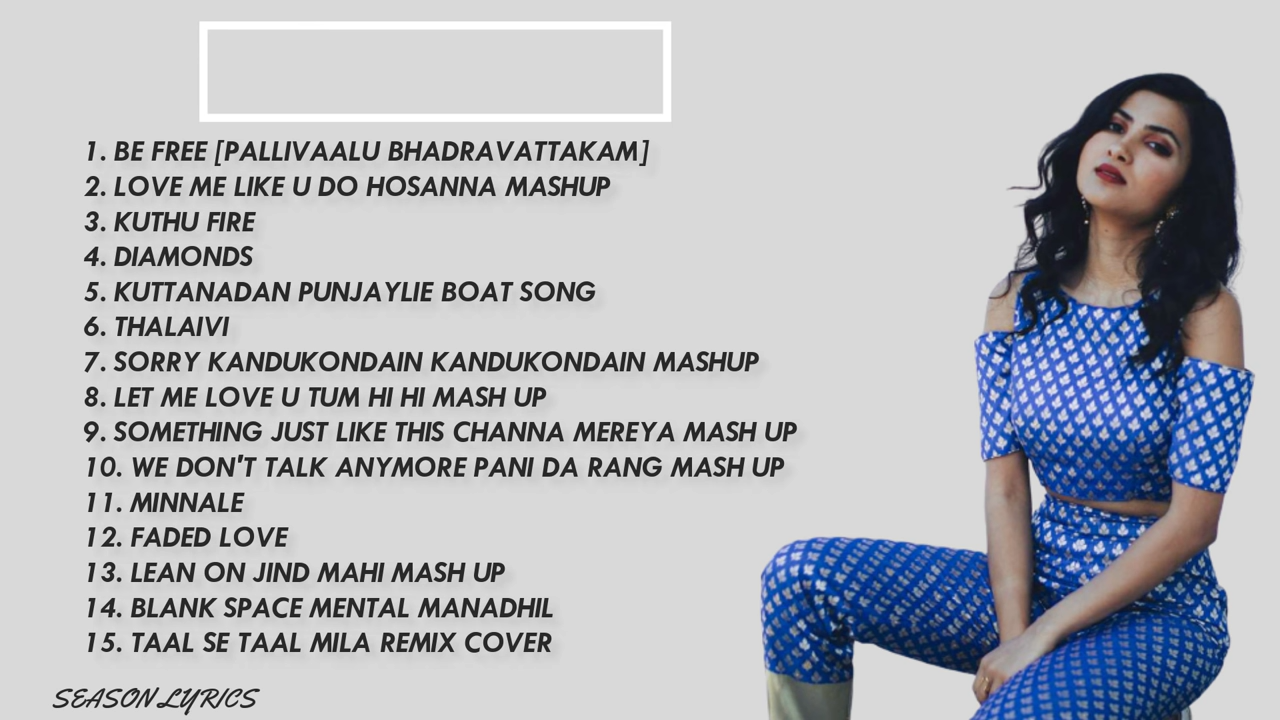 1. BE FREE [PALLIVAALU BHADRAVATTAKAM]
2. LOVE ME LIKE U DO HOSANNA MASHUP
3. KUTHU FIRE
4. DIAMONDS
5. KUTTANADAN PUNJAYLIE BOAT SONG
6. THALAIVI
7. SORRY KANDUKONDAIN KANDUKONDAIN MASHUP
8. LET ME LOVE U TUM HI HI MASH UP
9. SOMETHING JUST LIKE THIS CHANNA MEREYA MASH UP
10. WE DON'T TALK ANYMORE PANI DA RANG MASH UP
11. MINNALE
12. FADED LOVE
13. LEAN ON JIND MAHI MASH UP
14. BLANK SPACE MENTAL MANADHIL
15. TAAL SE TAAL MILA REMIX COVER
SEASON LYRICS